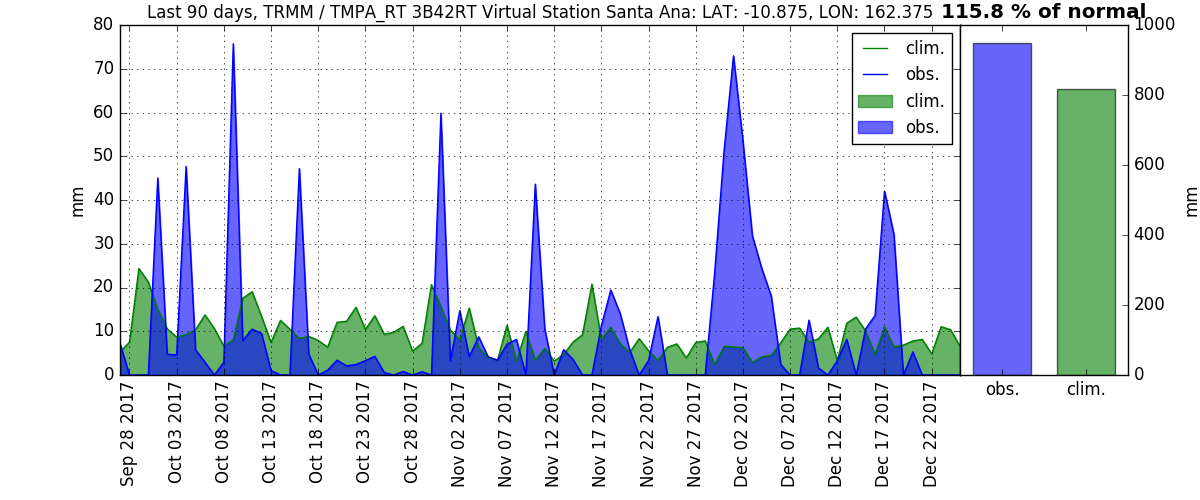 Last 90 days, TRMM / TMPA_RT 3B42RT Virtual Station Santa Ana: LAT: -10.875, LON: 162.375 115.8 % of normal
80
70
60
50
40
30
20
10
0
mm
clim.
obs.
clim.
obs.
1000
800
600
400
200
0
mm
obs.
clim.
Sep 28 2017
Oct 03 2017
Oct 08 2017
Oct 13 2017
Oct 18 2017
Oct 23 2017
Oct 28 2017
Nov 02 2017
Nov 07 2017
Nov 12 2017
Nov 17 2017
Nov 22 2017
Nov 27 2017
Dec 02 2017
Dec 07 2017
Dec 12 2017
Dec 17 2017
Dec 22 2017